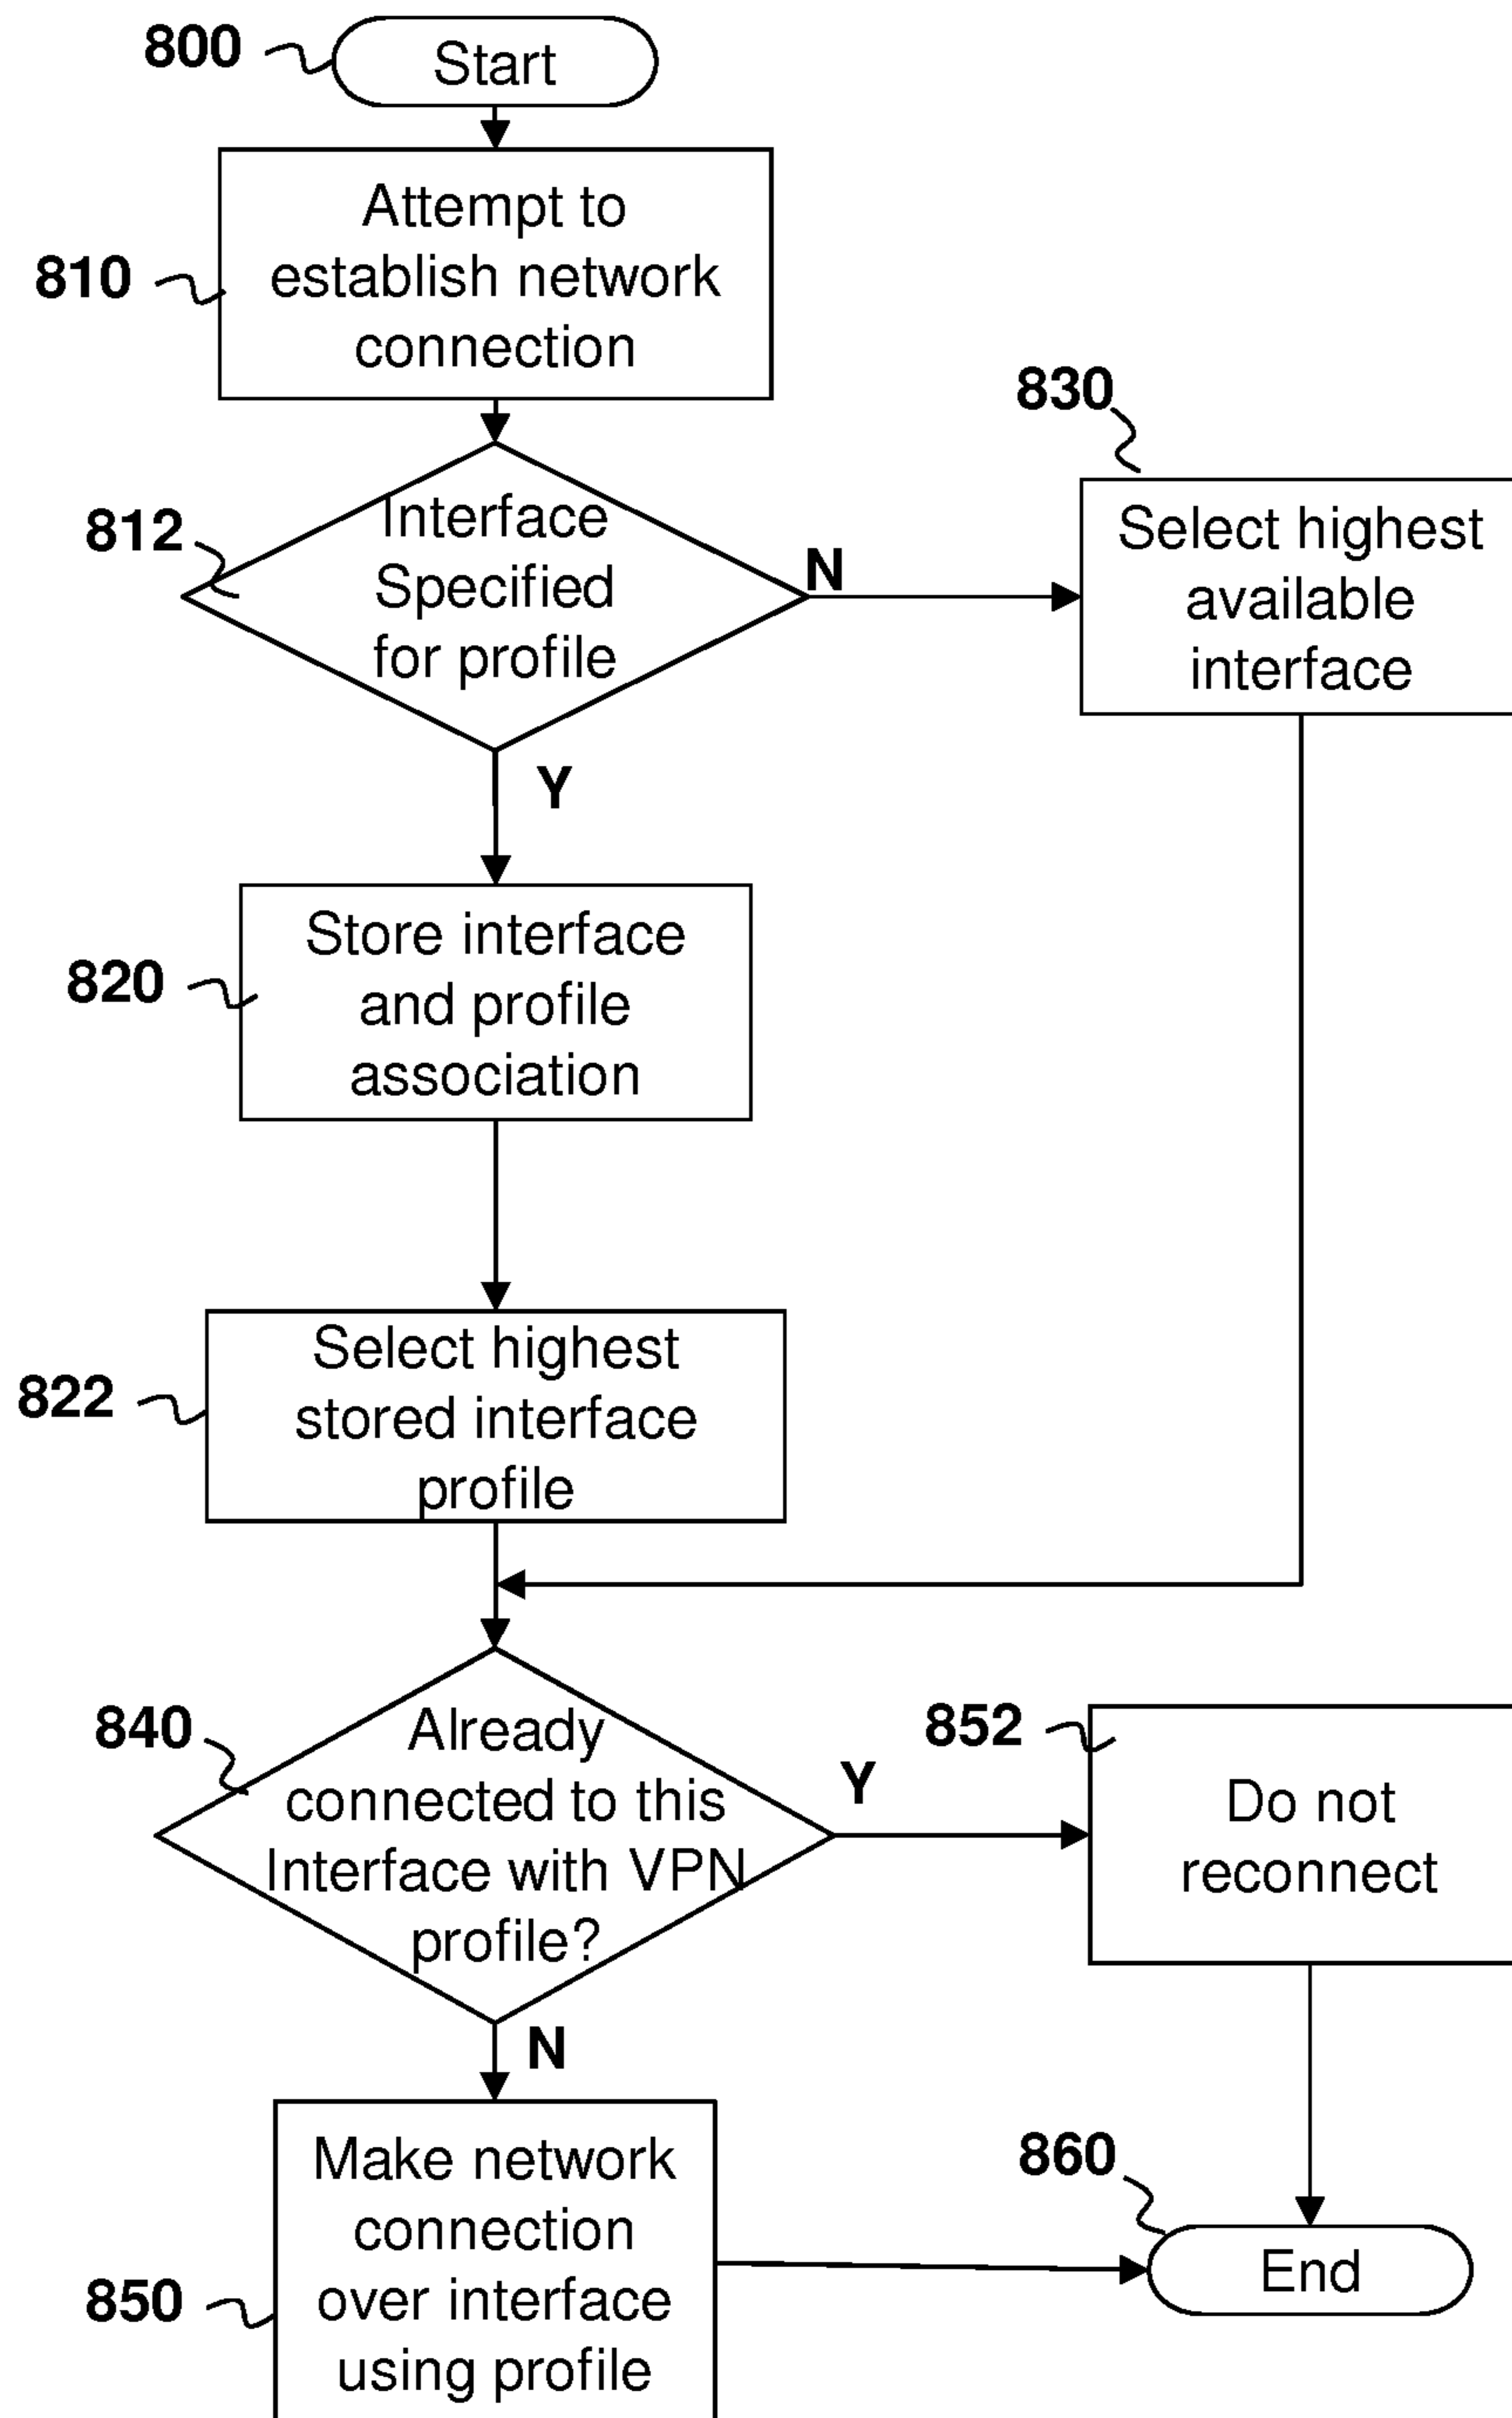 800
Start
810
Attempt to
establish network
connection
812
Interface
Specified
for profile
N
830
Select highest
available
interface
Y
820
Store interface
and profile
association
822
Select highest
stored interface
profile
840
Already
connected to this
Interface with VPN
profile?
Y
852
Do not
reconnect
N
850
Make network
connection
over interface
using profile
860
End